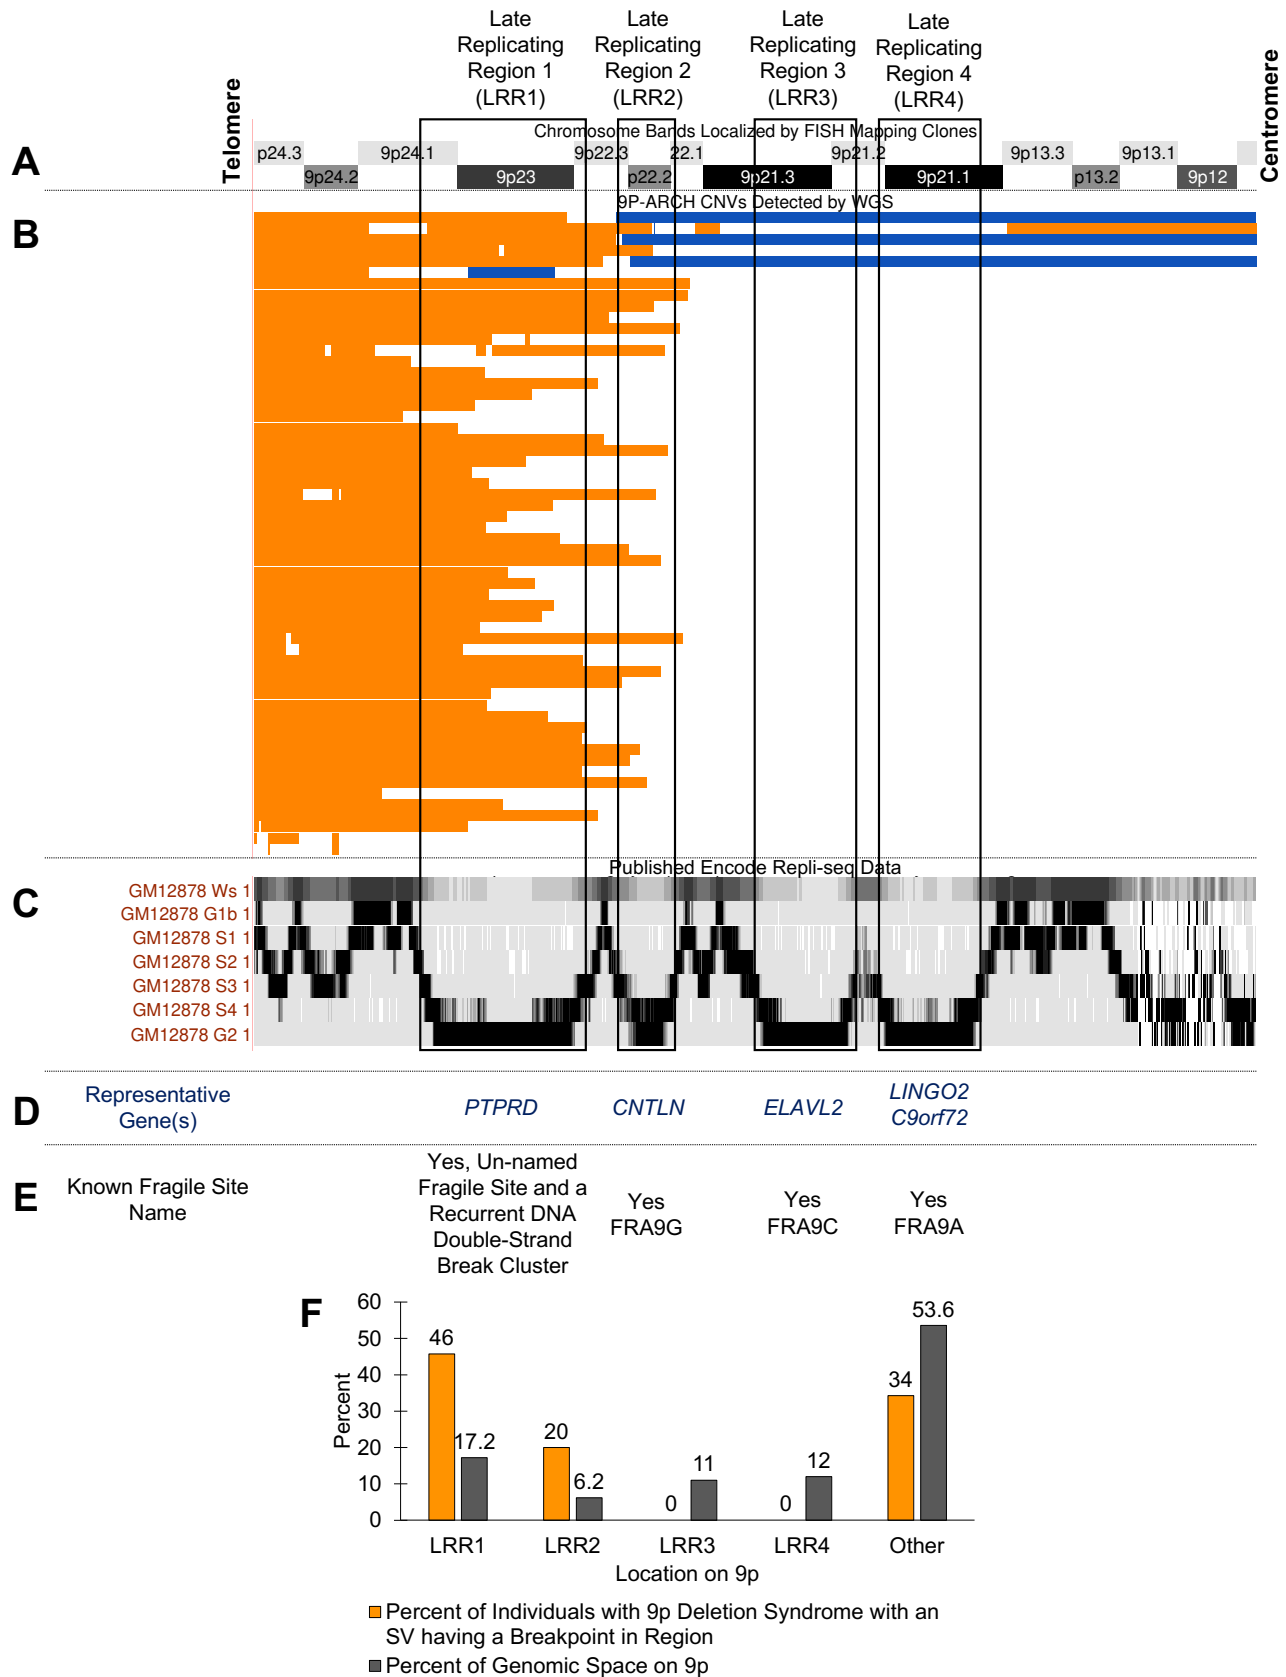 Late
Replicating
Region 1
(LRR1)
Late
Replicating
Region 2
(LRR2)
Late
Replicating
Region 3
(LRR3)
Late
Replicating
Region 4
(LRR4)
Telomere
Centromere
A
Chromosome Bands Localized by FISH Mapping Clones
p24.3 9p24.1 9p22.3 22.1 9p21.2 9p13.3 9p13.1
9p24.2 9p23 p22.2 9p21.3 9p21.1 p13.2 9p12
B
9P-ARCH CNVs Detected by WGS
C
Published Encode Repli-seq Data
GM12878 Ws 1
GM12878 G1b 1
GM12878 S1 1
GM12878 S2 1
GM12878 S3 1
GM12878 S4 1
GM12878 G2 1
D
Representative
Gene(s)
PTPRD
CNTLN
ELAVL2
LINGO2
C9orf72
E
Known Fragile Site
Name
Yes, Un-named
Fragile Site and a
Recurrent DNA
Double-Strand
Break Cluster
Yes
FRA9G
Yes
FRA9C
Yes
FRA9A
F
Percent
60
50
40
30
20
10
0
46
17.2
20
6.2
0
11
0
12
34
53.6
LRR1 LRR2 LRR3 LRR4 Other
Location on 9p
Percent of Individuals with 9p Deletion Syndrome with an
SV having a Breakpoint in Region
Percent of Genomic Space on 9p